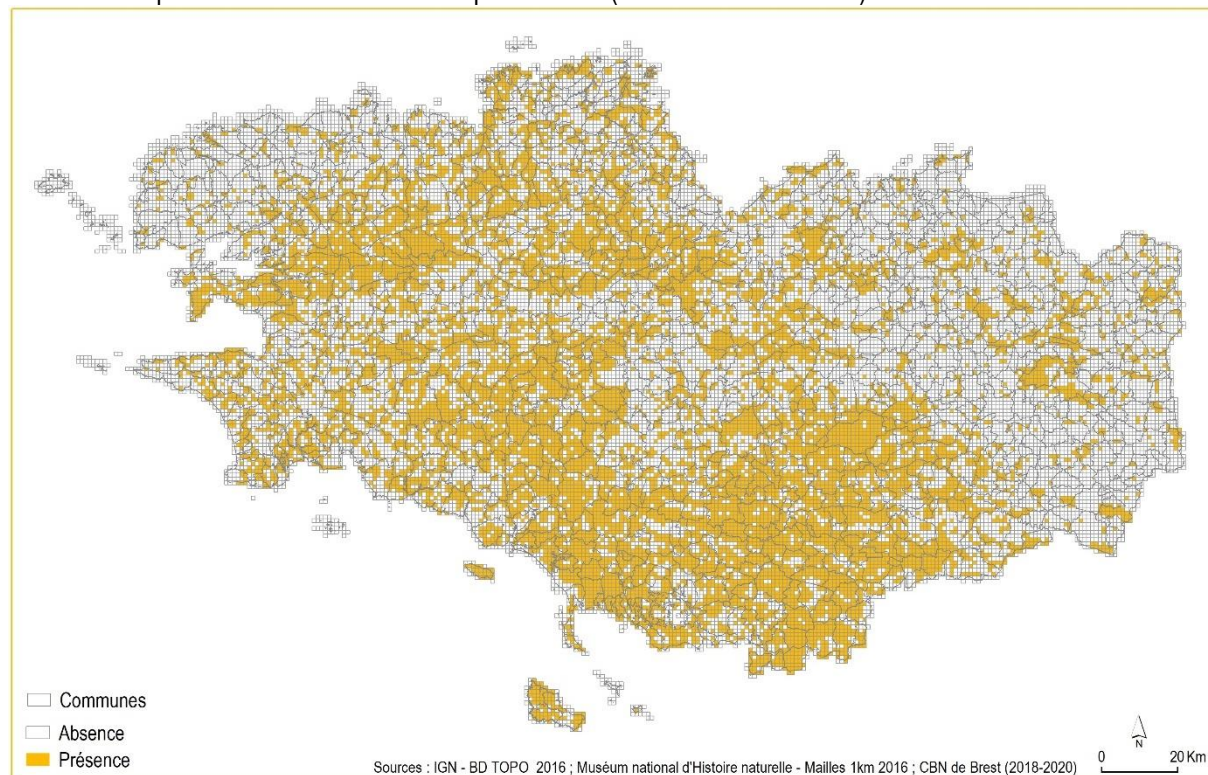 Communes
Absence
Présence
Sources : IGN - BD TOPO 2016 ; Muséum national d'Histoire naturelle - Mailles 1km 2016 ; CBN de Brest (2018-2020)
N
0 20 Km